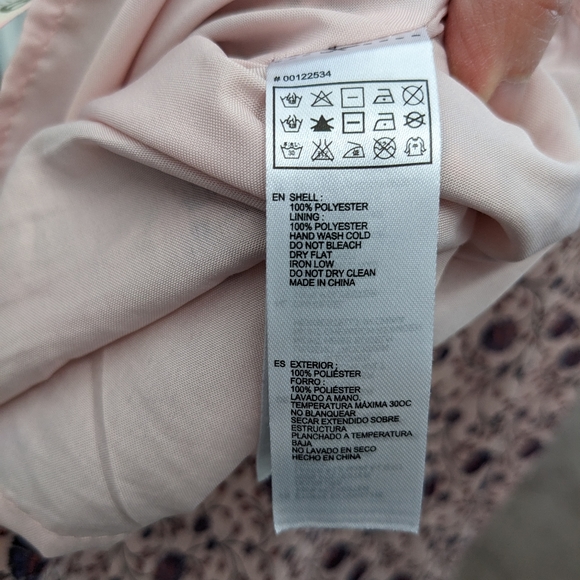 # 00122534
30
EN SHELL :
100% POLYESTER
LINING :
100% POLYESTER
HAND WASH COLD
DO NOT BLEACH
DRY FLAT
IRON LOW
DO NOT DRY CLEAN
MADE IN CHINA
ES EXTERIOR :
100% POLIÉSTER
FORRO :
100% POLIÉSTER
LAVADO A MANO.
TEMPERATURA MÁXIMA 30OC
NO BLANQUEAR
SECAR EXTENDIDO SOBRE
ESTRUCTURA
PLANCHADO A TEMPERATURA
BAJA
NO LAVADO EN SECO
HECHO EN CHINA